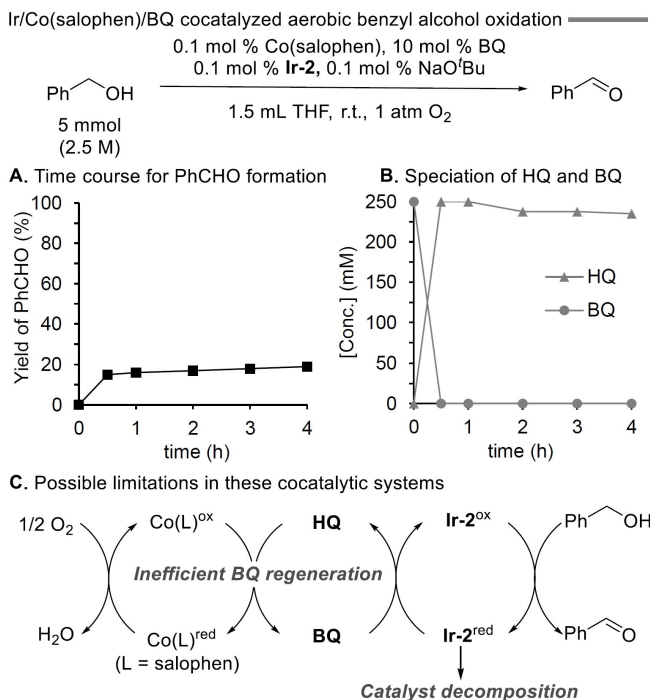 Ir/Co(salophen)/BQ cocatalyzed aerobic benzyl alcohol oxidation
0.1 mol % Co(salophen), 10 mol % BQ
0.1 mol % Ir-2, 0.1 mol % NaOᵗBu
Ph OH
Ph O
5 mmol
(2.5 M)
1.5 mL THF, r.t., 1 atm O₂
A. Time course for PhCHO formation
Yield of PhCHO (%)
100
80
60
40
20
0
0 1 2 3 4
time (h)
B. Speciation of HQ and BQ
[Conc.] (mM)
250
200
150
100
50
0
HQ
BQ
0 1 2 3 4
time (h)
C. Possible limitations in these cocatalytic systems
1/2 O₂ Co(L)ᵒˣ HQ Ir-2ᵒˣ Ph OH
Inefficient BQ regeneration
H₂O Co(L)ʳᵉᵈ BQ Ir-2ʳᵉᵈ Ph O
(L = salophen)
Catalyst decomposition